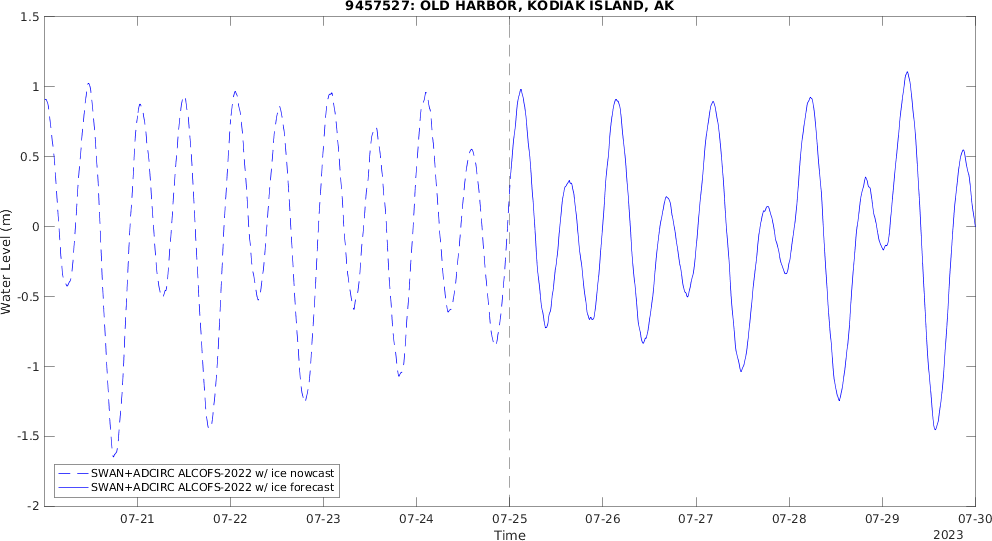 9457527: OLD HARBOR, KODIAK ISLAND, AK
Water Level (m)
1.5
1
0.5
0
-0.5
-1
-1.5
-2
SWAN+ADCIRC ALCOFS-2022 w/ ice nowcast
SWAN+ADCIRC ALCOFS-2022 w/ ice forecast
07-21 07-22 07-23 07-24 07-25 07-26 07-27 07-28 07-29 07-30
Time
2023